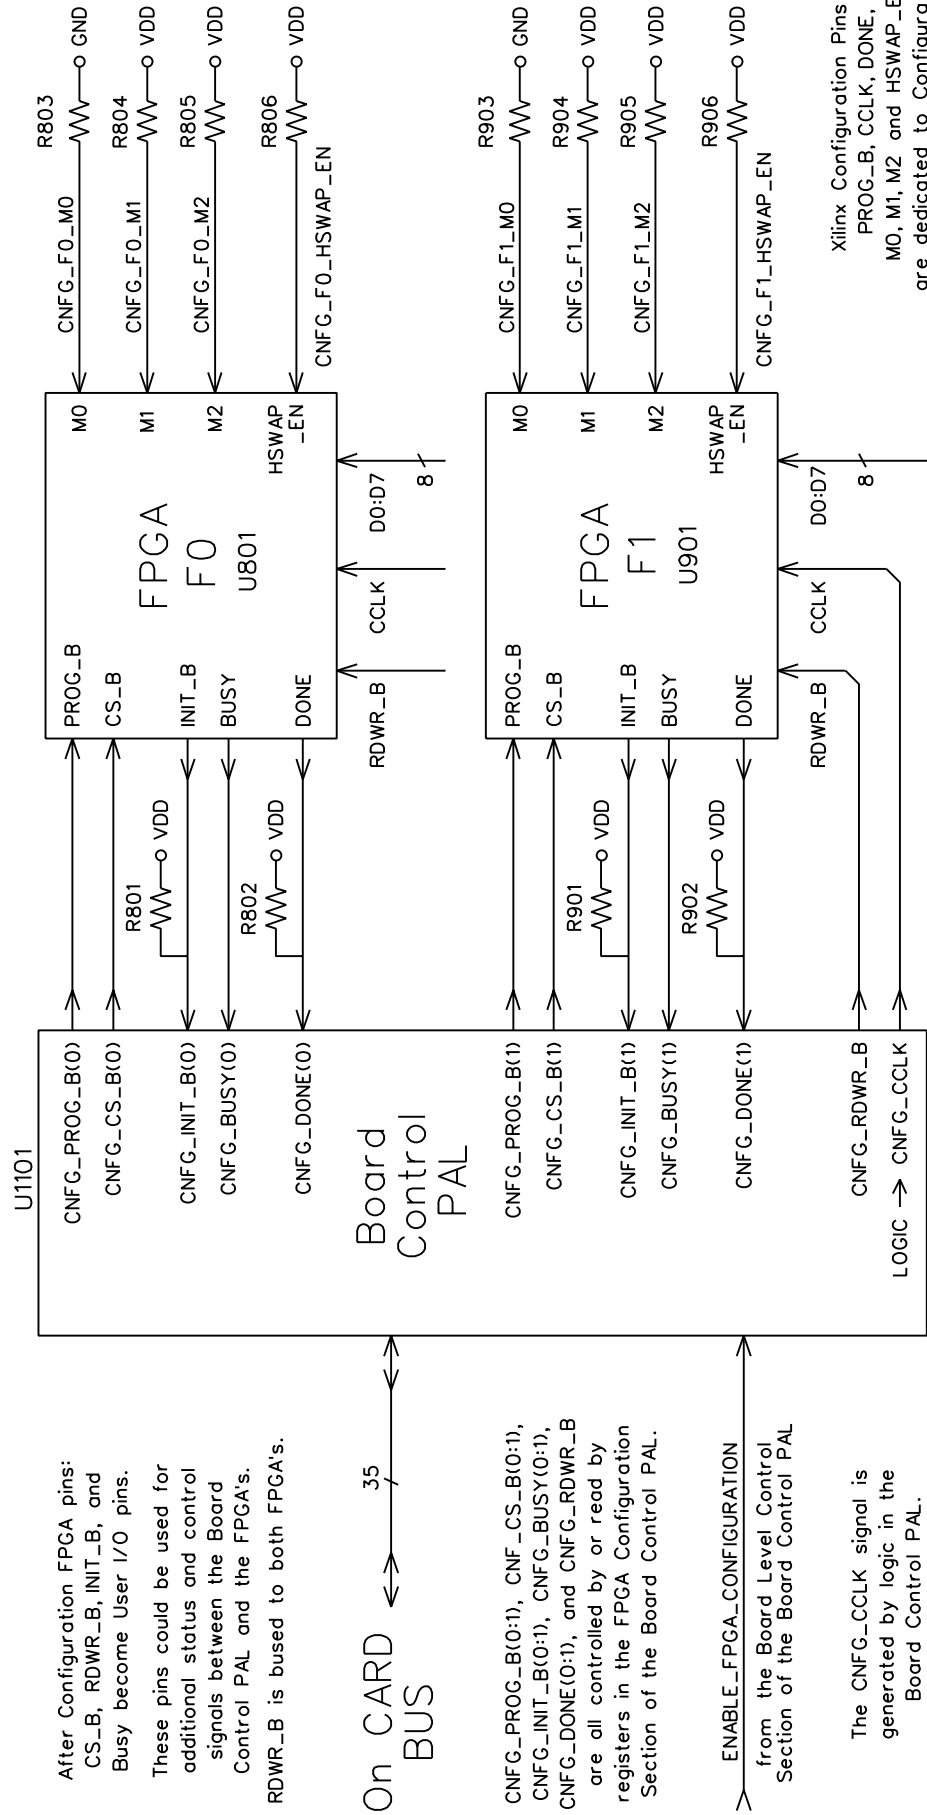 After Configuration FPGA pins:
CS_B, RDWR_B, INIT_B, and
Busy become User I/O pins.
These pins could be used for
additional status and control
signals between the Board
Control PAL and the FPGA's.
RDWR_B is bused to both FPGA's.
On CARD
BUS
35
CNFG_PROG_B(0:1), CNF_CS_B(0:1),
CNFG_INIT_B(0:1), CNFG_BUSY(0:1),
CNFG_DONE(0:1), and CNFG_RDWR_B
are all controlled by or read by
registers in the FPGA Configuration
Section of the Board Control PAL.
ENABLE_FPGA_CONFIGURATION
from the Board Level Control
Section of the Board Control PAL
The CNFG_CCLK signal is
generated by logic in the
Board Control PAL.
U1101
CNFG_PROG_B(0)
CNFG_CS_B(0)
CNFG_INIT_B(0)
CNFG_BUSY(0)
CNFG_DONE(0)
Board
Control
PAL
CNFG_PROG_B(1)
CNFG_CS_B(1)
CNFG_INIT_B(1)
CNFG_BUSY(1)
CNFG_DONE(1)
CNFG_RDWR_B
LOGIC → CNFG_CCLK
R801
VDD
R802
VDD
R901
VDD
R902
VDD
PROG_B
CS_B
INIT_B
BUSY
DONE
FPGA
F0
U801
M0
M1
M2
HSWAP
_EN
RDWR_B
CCLK
D0:D7
8
PROG_B
CS_B
INIT_B
BUSY
DONE
FPGA
F1
U901
M0
M1
M2
HSWAP
_EN
RDWR_B
CCLK
D0:D7
8
CNFG_F0_M0
R803
GND
CNFG_F0_M1
R804
VDD
CNFG_F0_M2
R805
VDD
CNFG_F0_HSWAP_EN
R806
VDD
CNFG_F1_M0
R903
GND
CNFG_F1_M1
R904
VDD
CNFG_F1_M2
R905
VDD
CNFG_F1_HSWAP_EN
R906
VDD
Xilinx Configuration Pins
PROG_B, CCLK, DONE,
M0, M1, M2 and
are dedicated to